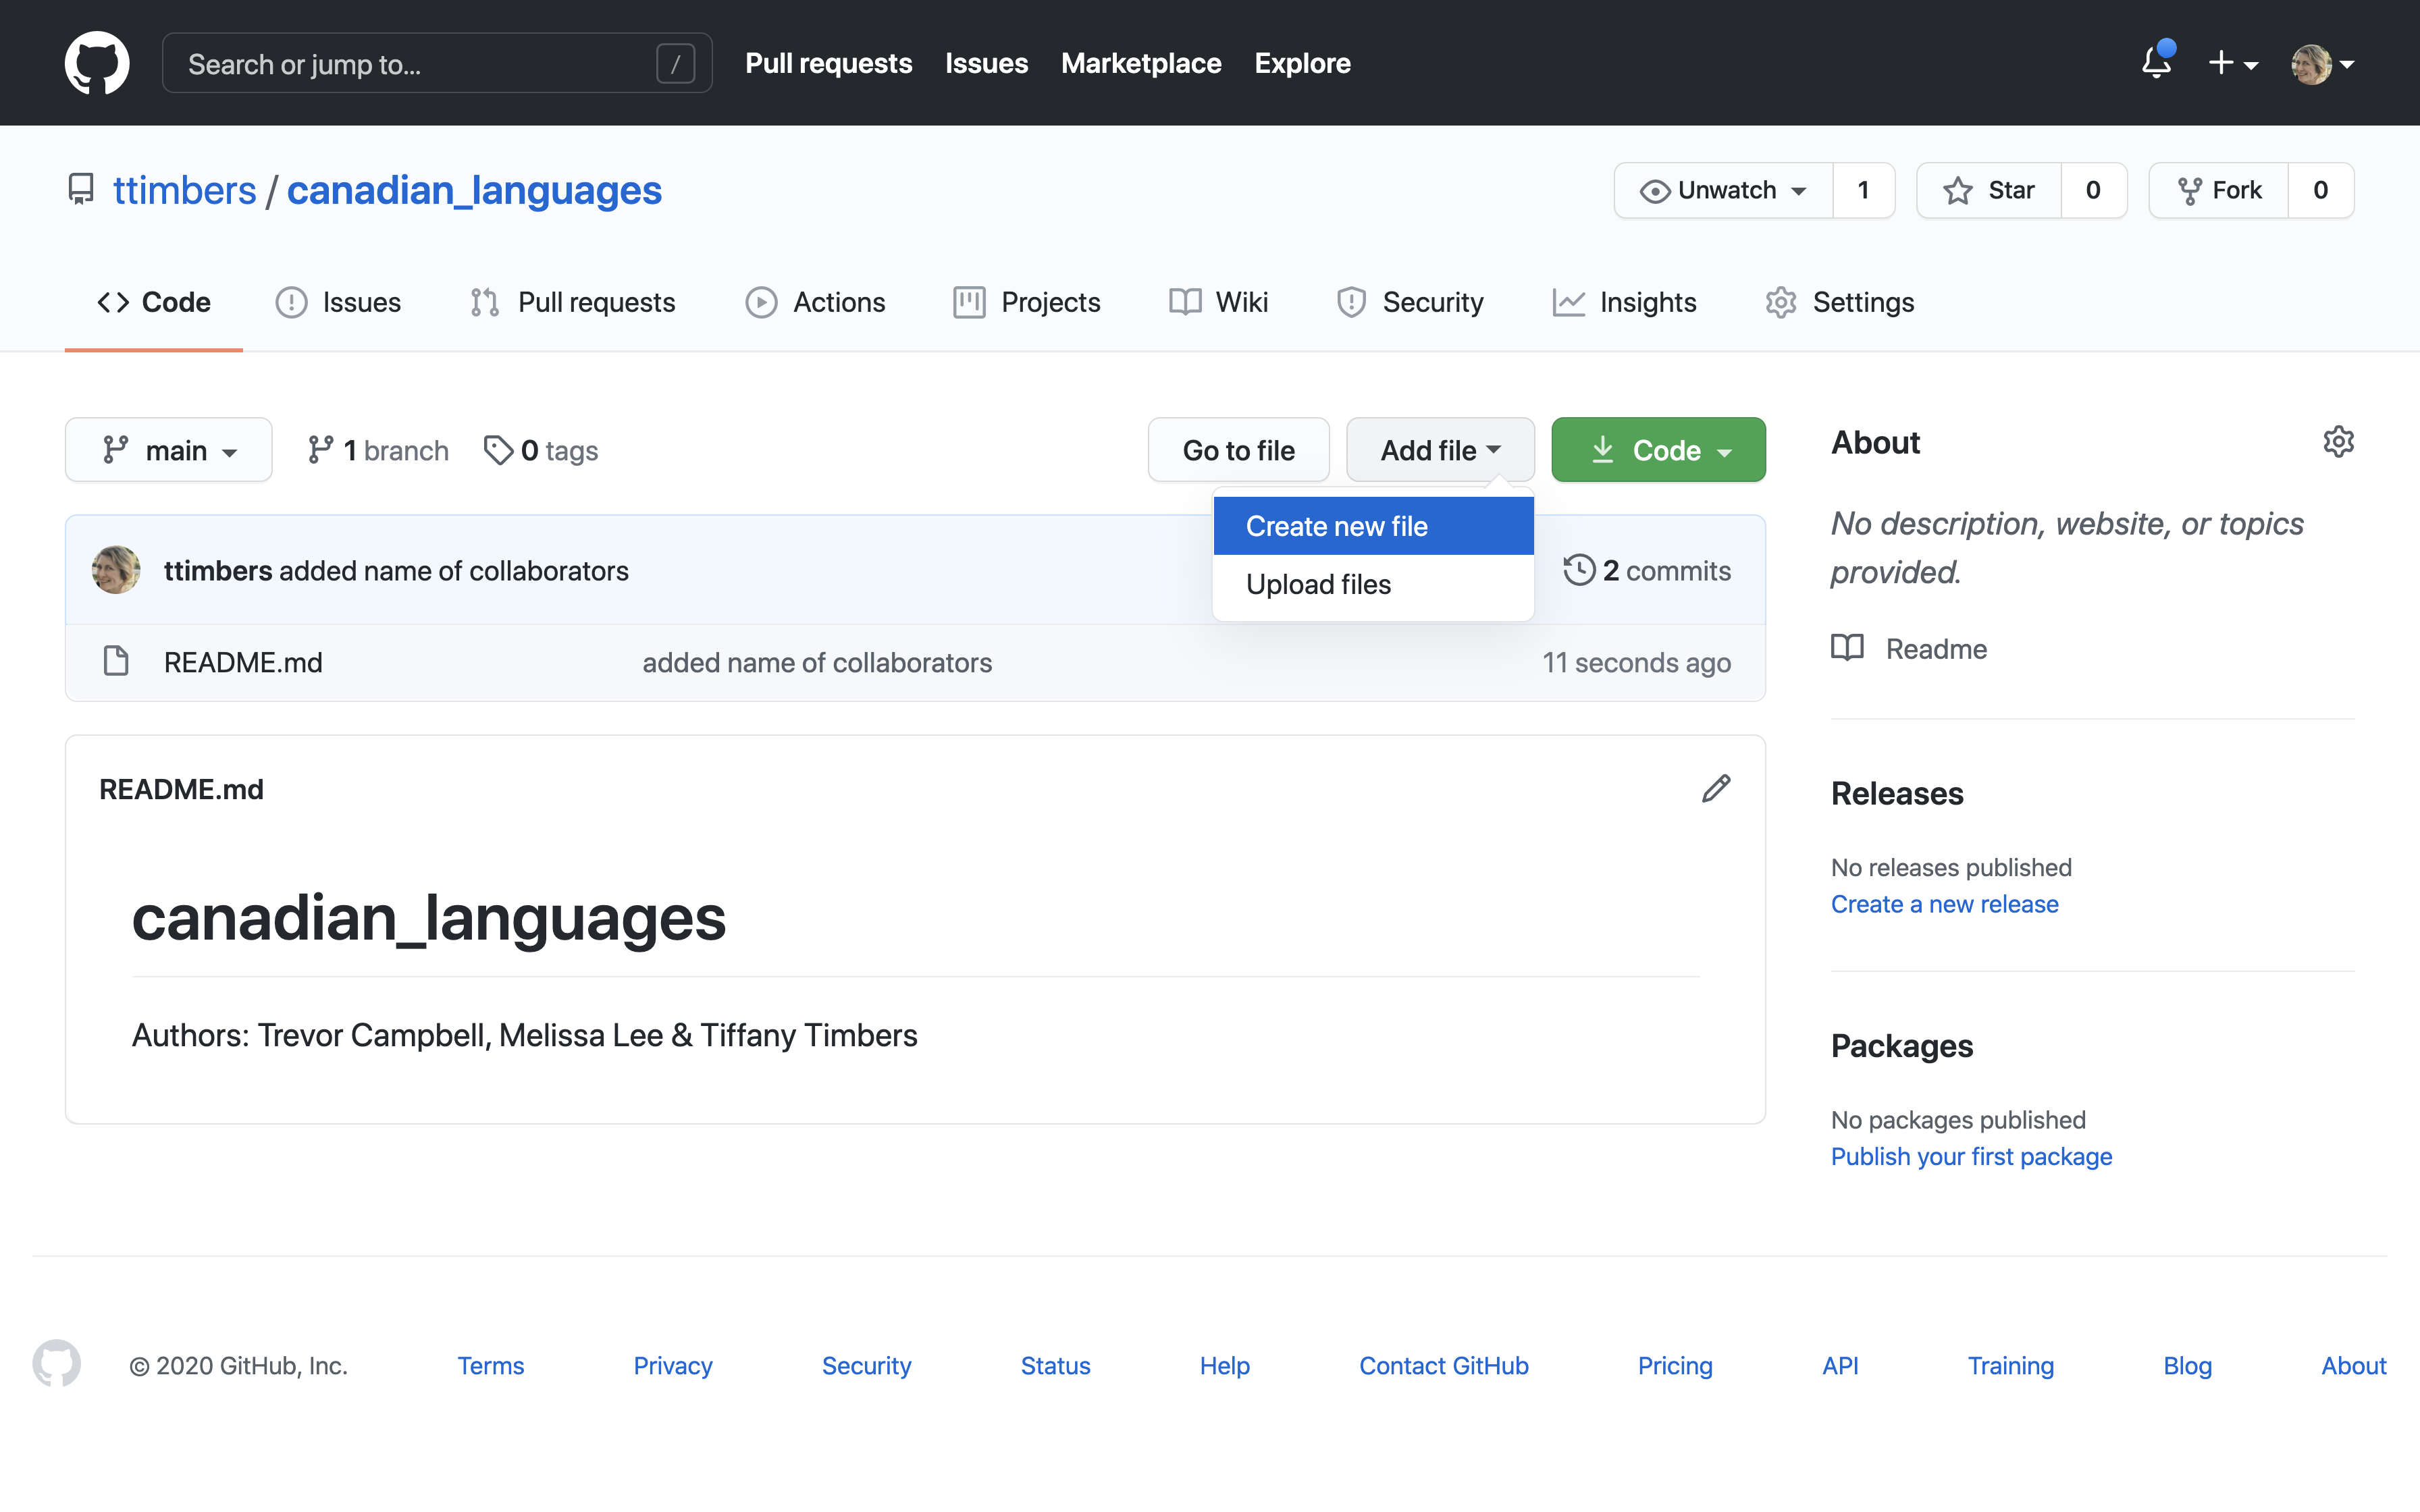 Search or jump to... /
Pull requests Issues Marketplace Explore
ttimbers / canadian_languages
Unwatch 1 Star 0 Fork 0
Code Issues Pull requests Actions Projects Wiki Security Insights Settings
main 1 branch 0 tags
Go to file Add file Code
Create new file
Upload files
ttimbers added name of collaborators
2 commits
README.md added name of collaborators 11 seconds ago
README.md
canadian_languages
Authors: Trevor Campbell, Melissa Lee & Tiffany Timbers
About
No description, website, or topics
provided.
Readme
Releases
No releases published
Create a new release
Packages
No packages published
Publish your first package
© 2020 GitHub, Inc. Terms Privacy Security Status Help Contact GitHub Pricing API Training Blog About